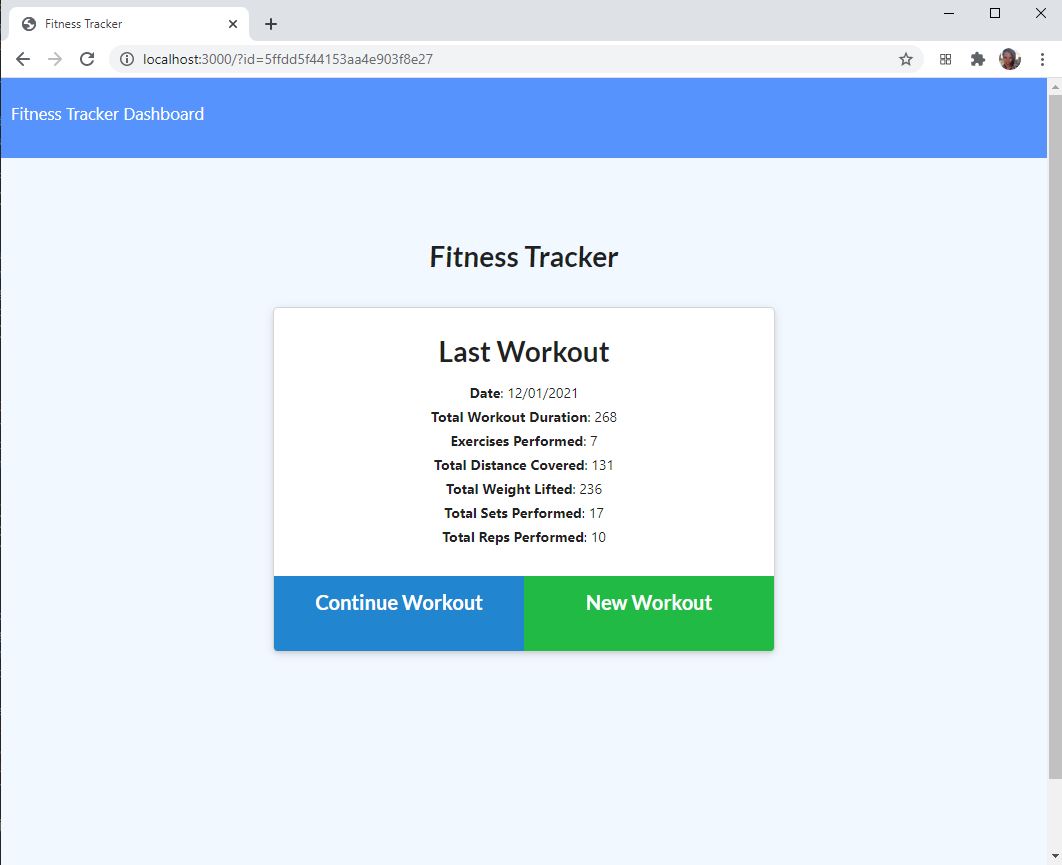 Fitness Tracker
localhost:3000/?id=5ffdd5f44153aa4e903f8e27
Fitness Tracker Dashboard
Fitness Tracker
Last Workout
Date: 12/01/2021
Total Workout Duration: 268
Exercises Performed: 7
Total Distance Covered: 131
Total Weight Lifted: 236
Total Sets Performed: 17
Total Reps Performed: 10
Continue Workout
New Workout